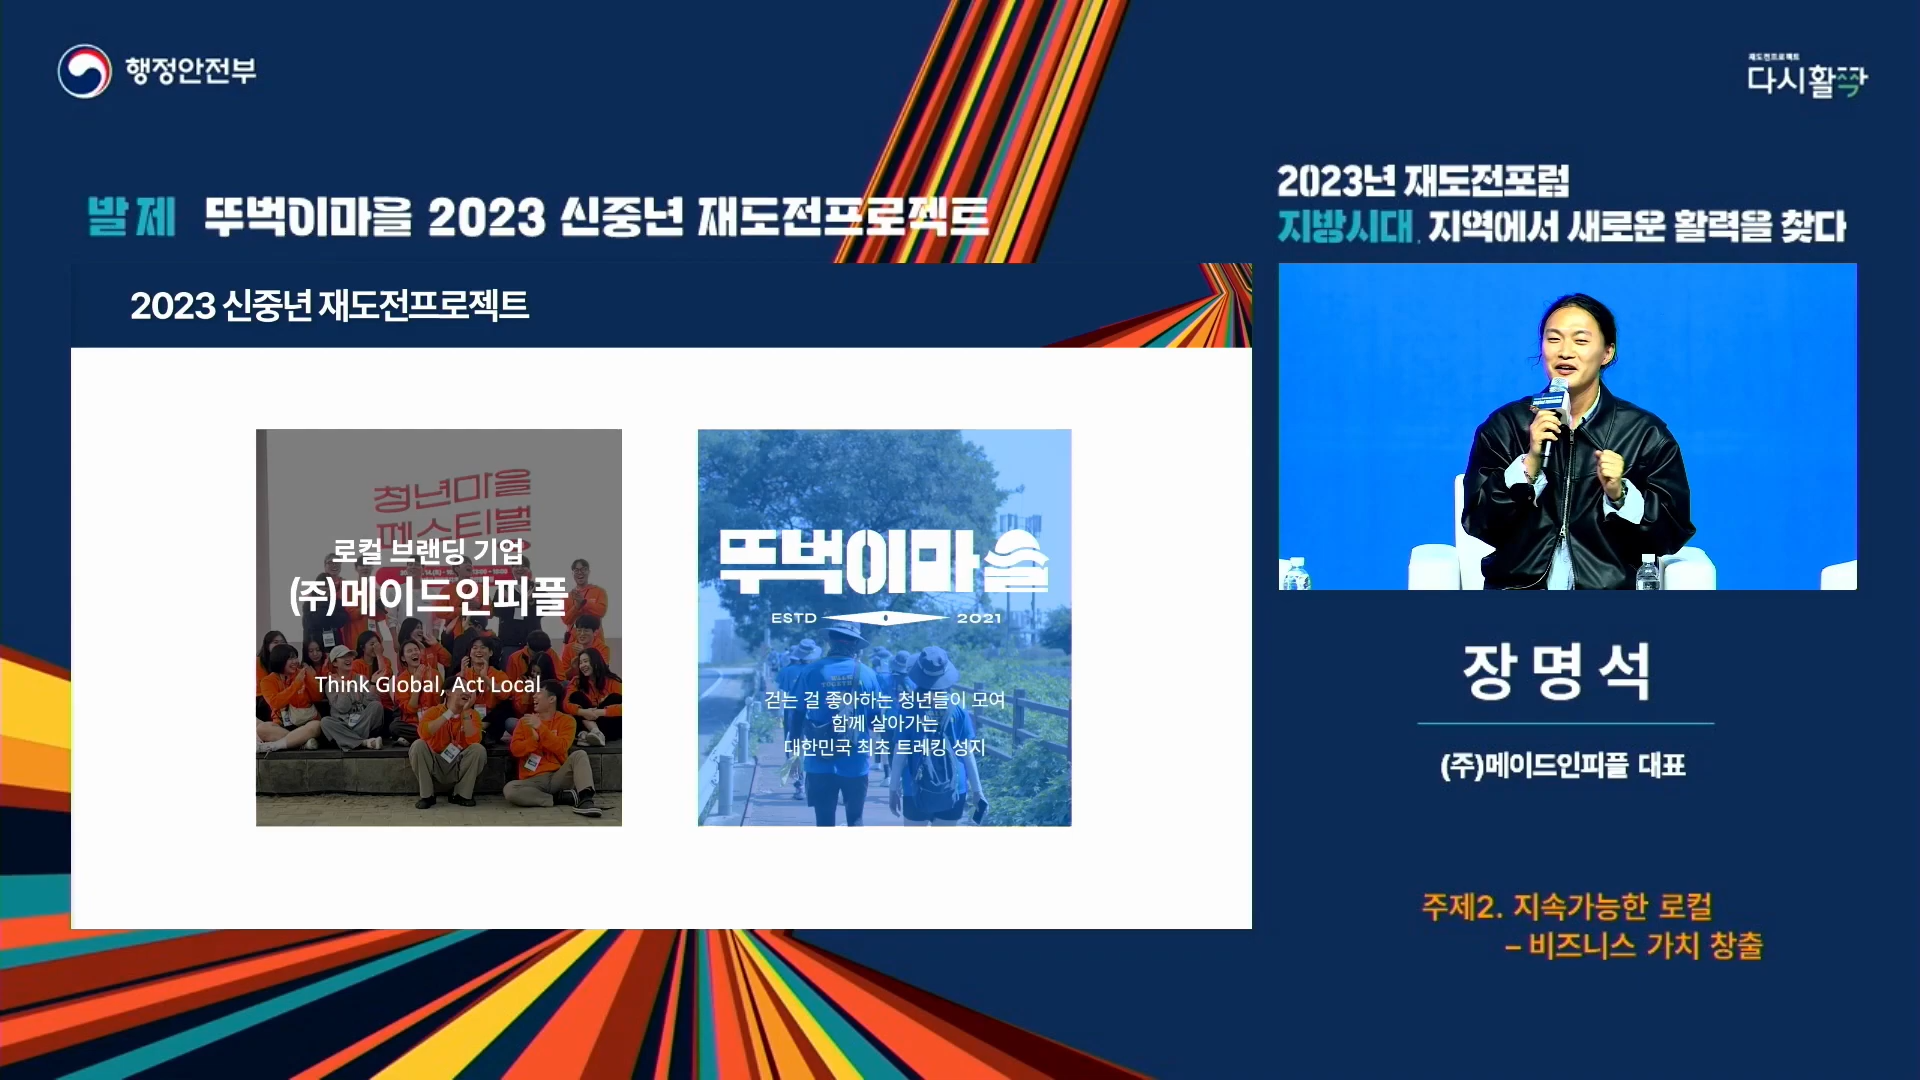 행정안전부
재도전프로젝트
다시활짝
발제 뚜벅이마을 2023 신중년 재도전프로젝트
2023년 재도전포럼
지방시대, 지역에서 새로운 활력을 찾다
2023 신중년 재도전프로젝트
청년마을
페스티벌
로컬 브랜딩 기업
(주)메이드인피플
Think Global, Act Local
뚜벅이마을
ESTD 2021
걷는 걸 좋아하는 청년들이 모여
함께 살아가는
대한민국 최초 트레킹 성지
장명석
(주)메이드인피플 대표
주제2. 지속가능한 로컬
– 비즈니스 가치 창출